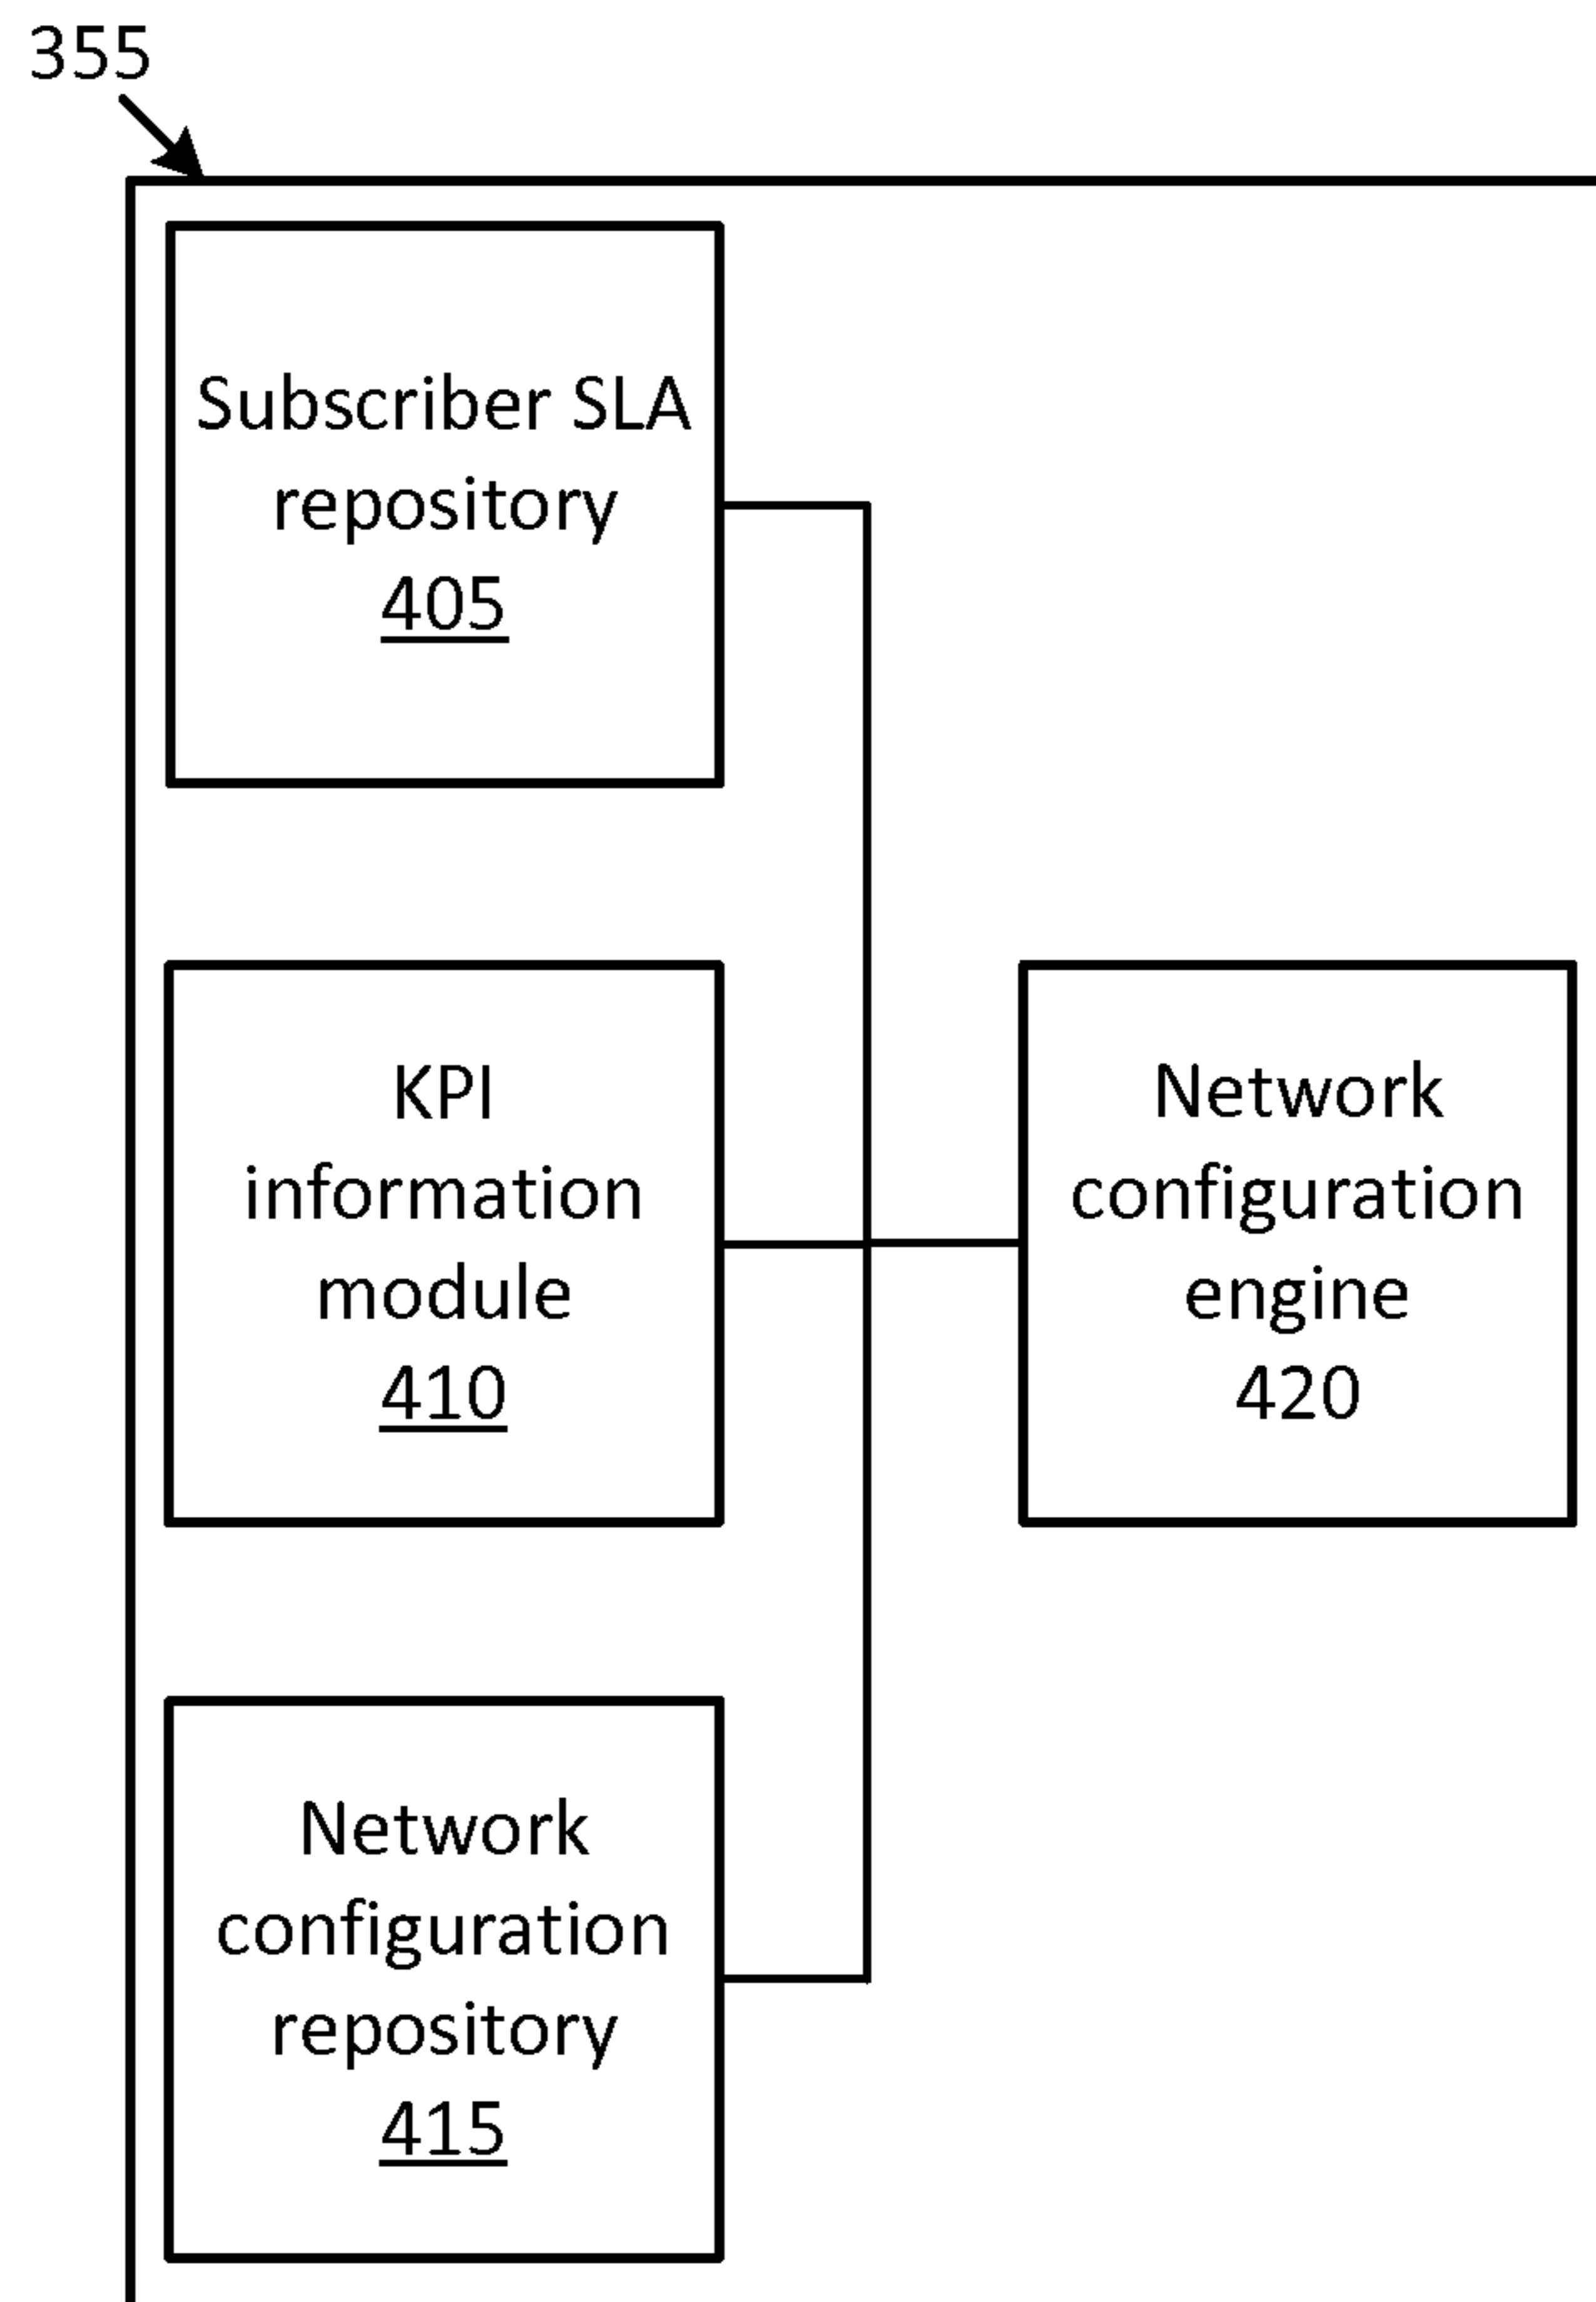 355
Subscriber SLA
repository
405
KPI
information
module
410
Network
configuration
engine
420
Network
configuration
repository
415